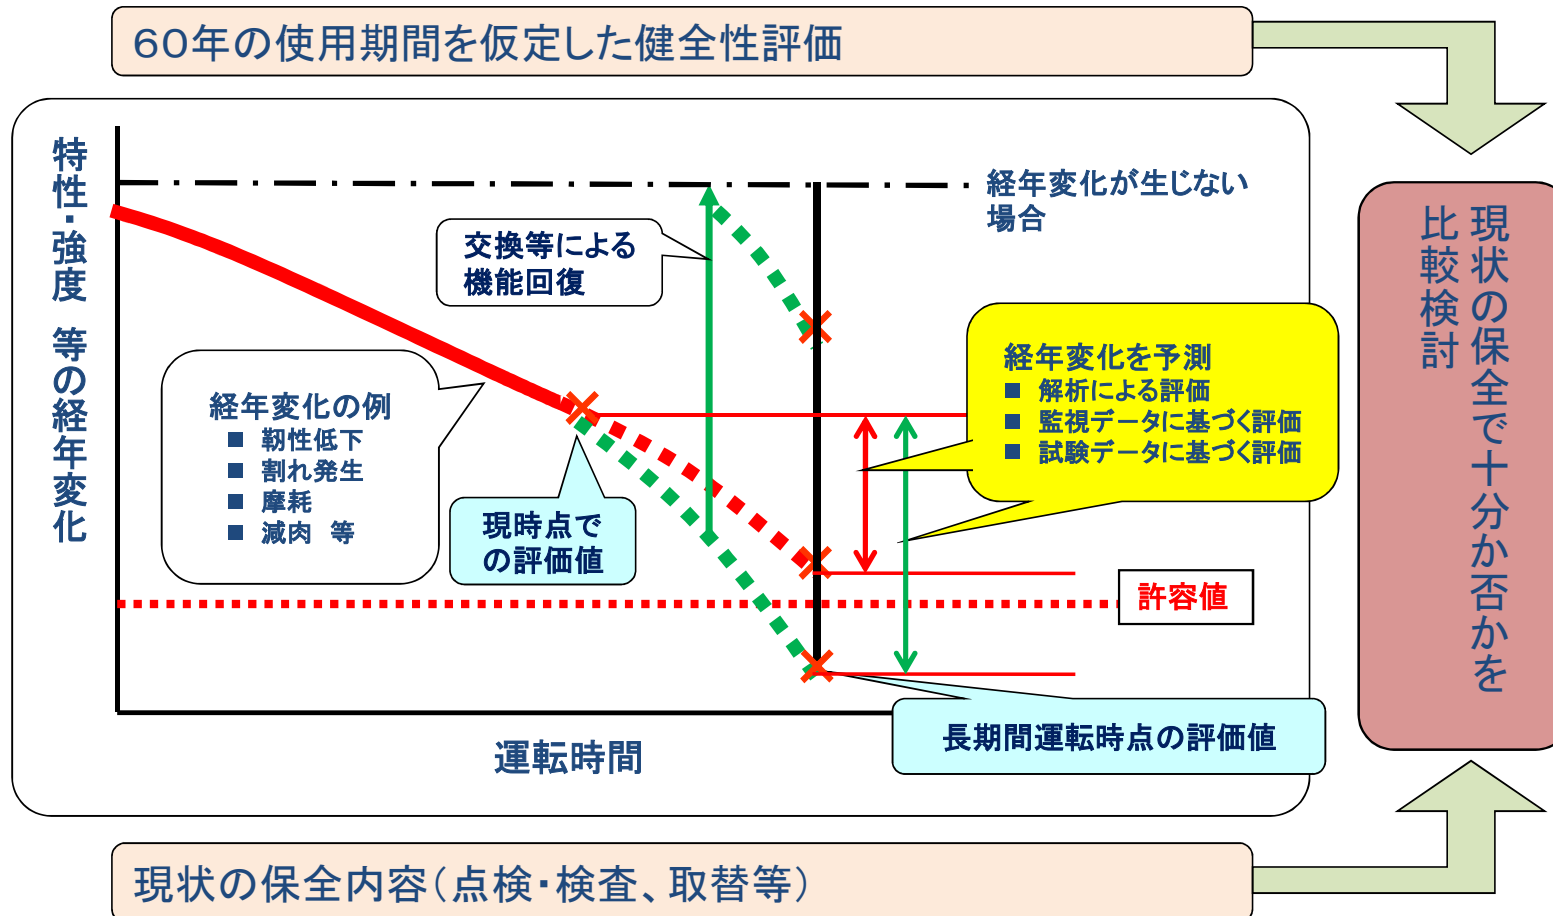 60年の使用期間を仮定した健全性評価
特性・強度 等の経年変化
経年変化が生じない
場合
交換等による
機能回復
経年変化の例
■ 靭性低下
■ 割れ発生
■ 摩耗
■ 減肉 等
現時点で
の評価値
経年変化を予測
■ 解析による評価
■ 監視データに基づく評価
■ 試験データに基づく評価
許容値
長期間運転時点の評価値
運転時間
現状の保全で十分か否かを
比較検討
現状の保全内容(点検・検査、取替等)